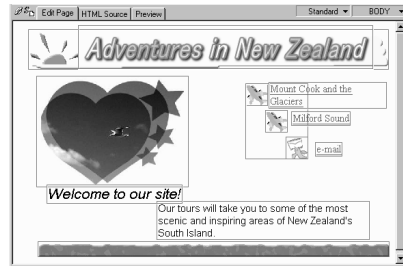 Edit Page HTML Source Preview Standard BODY
Adventures in New Zealand
Mount Cook and the
Glaciers
Milford Sound
e-mail
Welcome to our site!
Our tours will take you to some of the most
scenic and inspiring areas of New Zealand's
South Island.